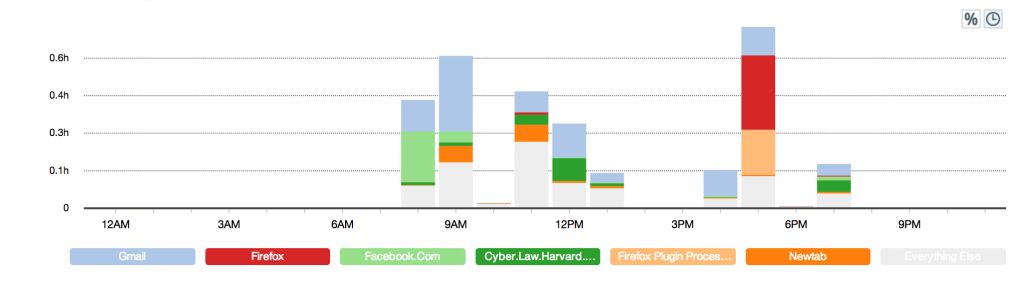 %
0.6h
0.4h
0.3h
0.1h
0
12AM 3AM 6AM 9AM 12PM 3PM 6PM 9PM
Gmail Firefox Facebook.Com Cyber.Law.Harvard.... Firefox Plugin Proces... Newtab Everything Else